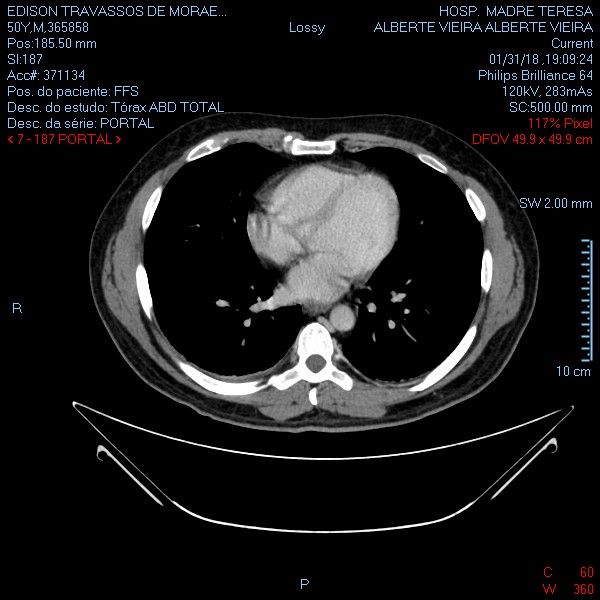 EDISON TRAVASSOS DE MORAE...
50Y,M,365858
Pos:185.50 mm
SI:187
Acc#: 371134
Pos. do paciente: FFS
Desc. do estudo: Tórax ABD TOTAL
Desc. da série: PORTAL
< 7 - 187 PORTAL >
Lossy
HOSP. MADRE TERESA
ALBERTE VIEIRA ALBERTE VIEIRA
Current
01/31/18 ,19:09:24
Philips Brilliance 64
120kV, 283mAs
SC:500.00 mm
117% Pixel
DFOV 49.9 x 49.9 cm
SW 2.00 mm
R
10 cm
P
C 60
W 360